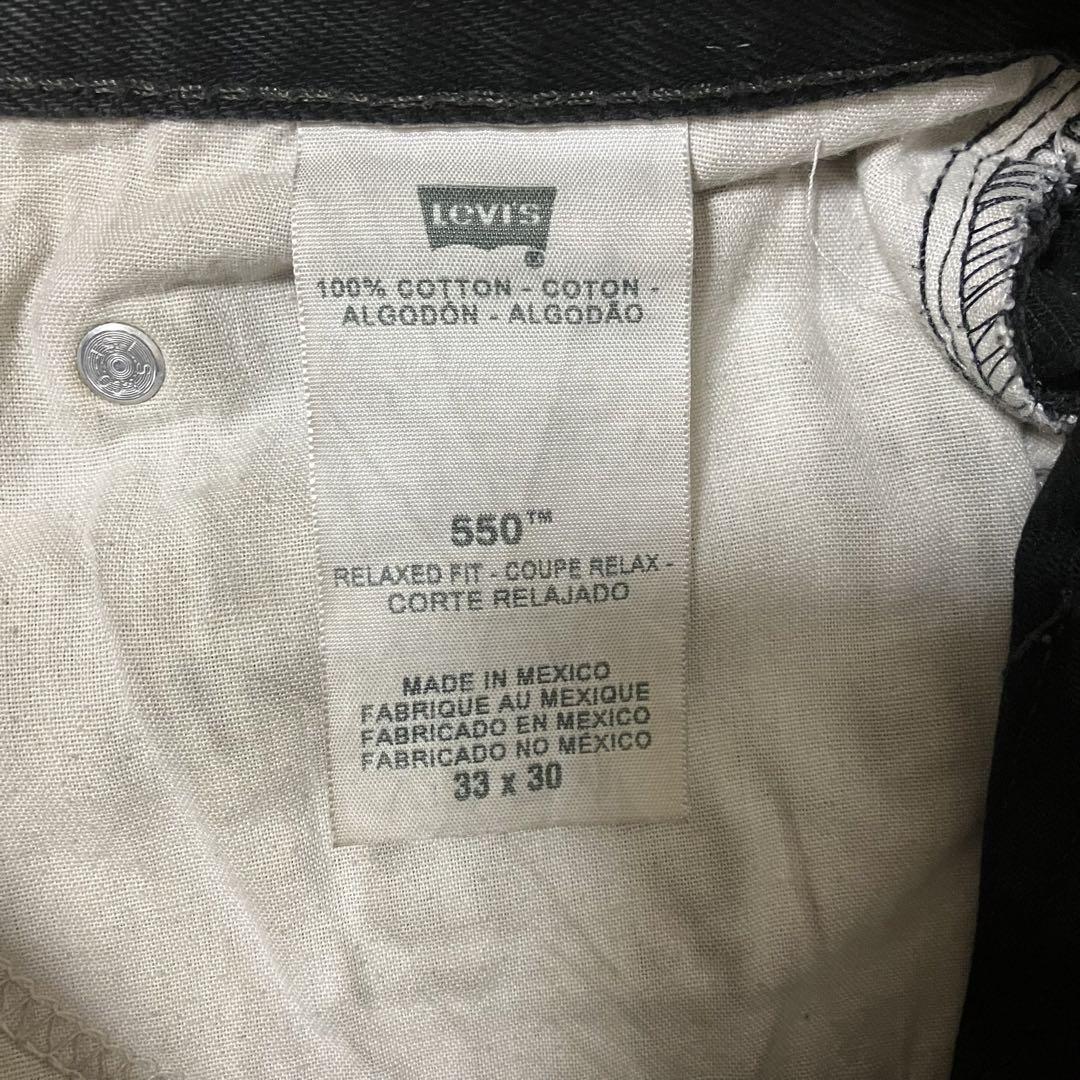 LEVI'S
®
100% COTTON - COTON -
ALGODÓN - ALGODÃO
550™
RELAXED FIT - COUPE RELAX -
CORTE RELAJADO
MADE IN MEXICO
FABRIQUE AU MEXIQUE
FABRICADO EN MEXICO
FABRICADO NO MÉXICO
33 x 30